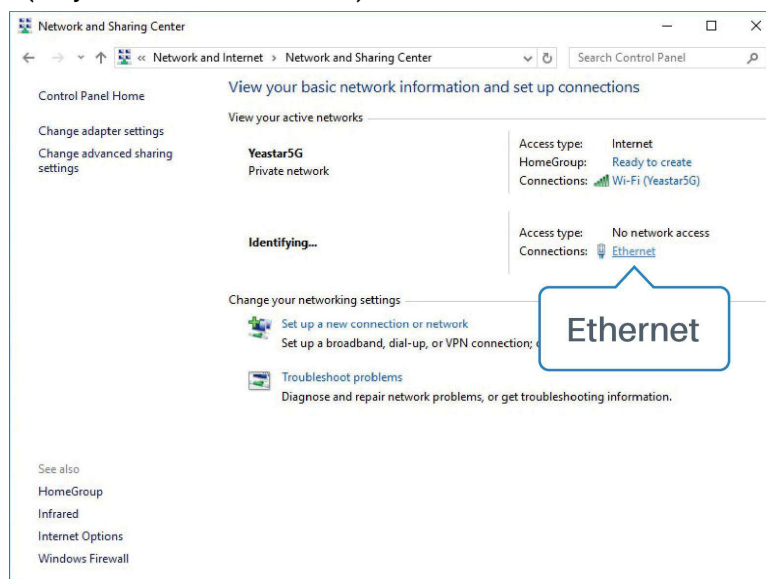 Network and Sharing Center
« Network and Internet > Network and Sharing Center
Search Control Panel
Control Panel Home
Change adapter settings
Change advanced sharing
settings
View your basic network information and set up connections
View your active networks
Yeastar5G
Private network
Access type: Internet
HomeGroup: Ready to create
Connections: Wi-Fi (Yeastar5G)
Identifying...
Access type: No network access
Connections: Ethernet
Ethernet
Change your networking settings
Set up a new connection or network
Set up a broadband, dial-up, or VPN connection;
Troubleshoot problems
Diagnose and repair network problems, or get troubleshooting information.
See also
HomeGroup
Infrared
Internet Options
Windows Firewall